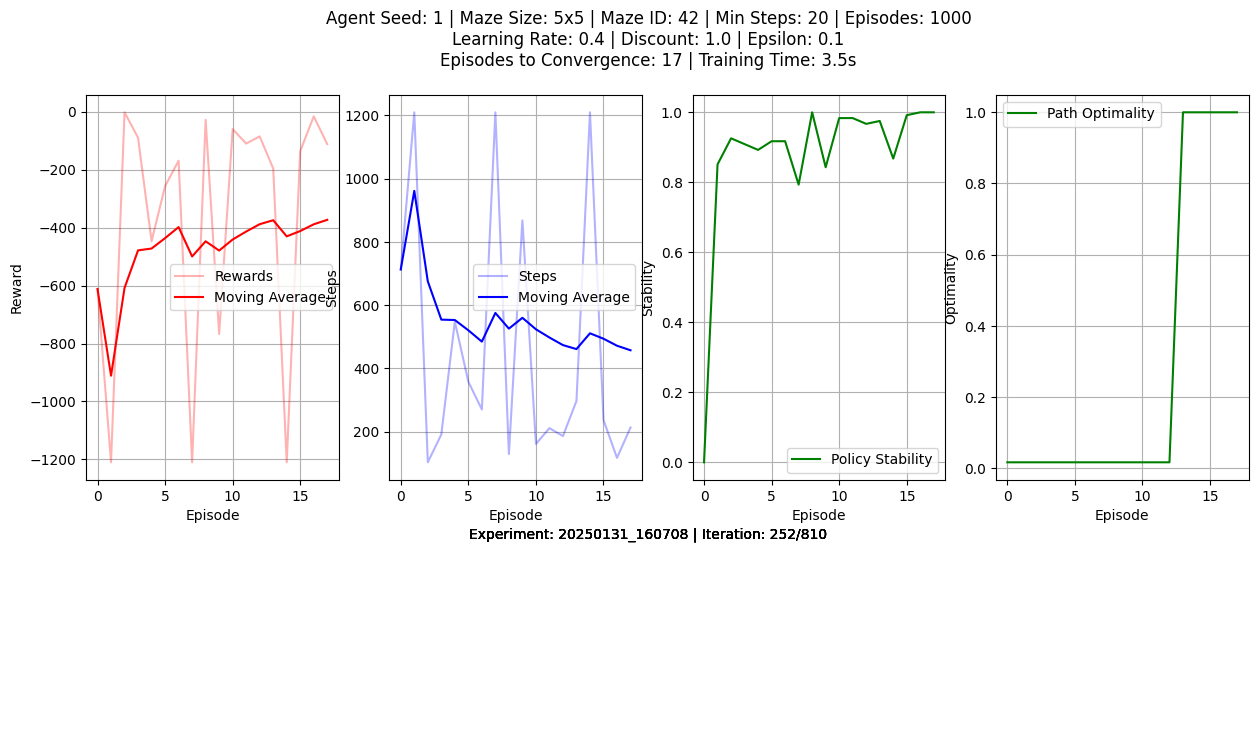 Agent Seed: 1 | Maze Size: 5x5 | Maze ID: 42 | Min Steps: 20 | Episodes: 1000
Learning Rate: 0.4 | Discount: 1.0 | Epsilon: 0.1
Episodes to Convergence: 17 | Training Time: 3.5s
0
−200
−400
−600
−800
−1000
−1200
Reward
Rewards
Moving Average
0 5 10 15
Episode
1200
1000
800
600
400
200
Steps
Steps
Moving Average
0 5 10 15
Episode
1.0
0.8
0.6
0.4
0.2
0.0
Stability
Policy Stability
0 5 10 15
Episode
1.0
0.8
0.6
0.4
0.2
0.0
Optimality
Path Optimality
0 5 10 15
Episode
Experiment: 20250131_160708 | Iteration: 252/810